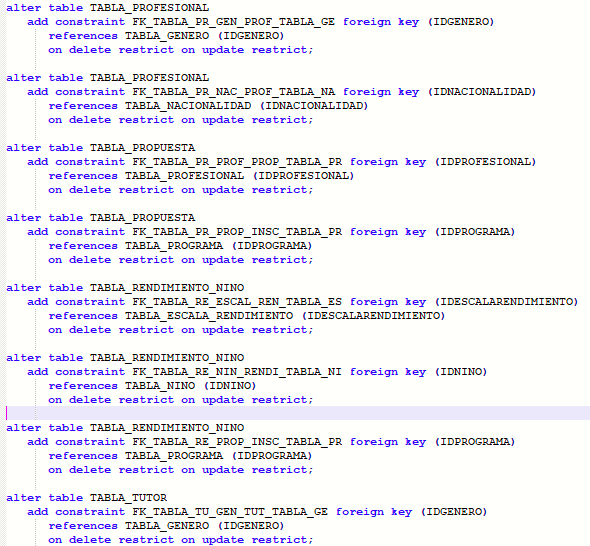 alter table TABLA_PROFESIONAL
add constraint FK_TABLA_PR_GEN_PROF_TABLA_GE foreign key (IDGENERO)
references TABLA_GENERO (IDGENERO)
on delete restrict on update restrict;
alter table TABLA_PROFESIONAL
add constraint FK_TABLA_PR_NAC_PROF_TABLA_NA foreign key (IDNACIONALIDAD)
references TABLA_NACIONALIDAD (IDNACIONALIDAD)
on delete restrict on update restrict;
alter table TABLA_PROPUESTA
add constraint FK_TABLA_PR_PROF_PROP_TABLA_PR foreign key (IDPROFESIONAL)
references TABLA_PROFESIONAL (IDPROFESIONAL)
on delete restrict on update restrict;
alter table TABLA_PROPUESTA
add constraint FK_TABLA_PR_PROP_INSC_TABLA_PR foreign key (IDPROGRAMA)
references TABLA_PROGRAMA (IDPROGRAMA)
on delete restrict on update restrict;
alter table TABLA_RENDIMIENTO_NINO
add constraint FK_TABLA_RE_ESCAL_REN_TABLA_ES foreign key (IDESCALARENDIMIENTO)
references TABLA_ESCALA_RENDIMIENTO (IDESCALARENDIMIENTO)
on delete restrict on update restrict;
alter table TABLA_RENDIMIENTO_NINO
add constraint FK_TABLA_RE_NIN_RENDI_TABLA_NI foreign key (IDNINO)
references TABLA_NINO (IDNINO)
on delete restrict on update restrict;
alter table TABLA_RENDIMIENTO_NINO
add constraint FK_TABLA_RE_PROP_INSC_TABLA_PR foreign key (IDPROGRAMA)
references TABLA_PROGRAMA (IDPROGRAMA)
on delete restrict on update restrict;
alter table TABLA_TUTOR
add constraint FK_TABLA_TU_GEN_TUT_TABLA_GE foreign key (IDGENERO)
references TABLA_GENERO (IDGENERO)
on delete restrict on update restrict;